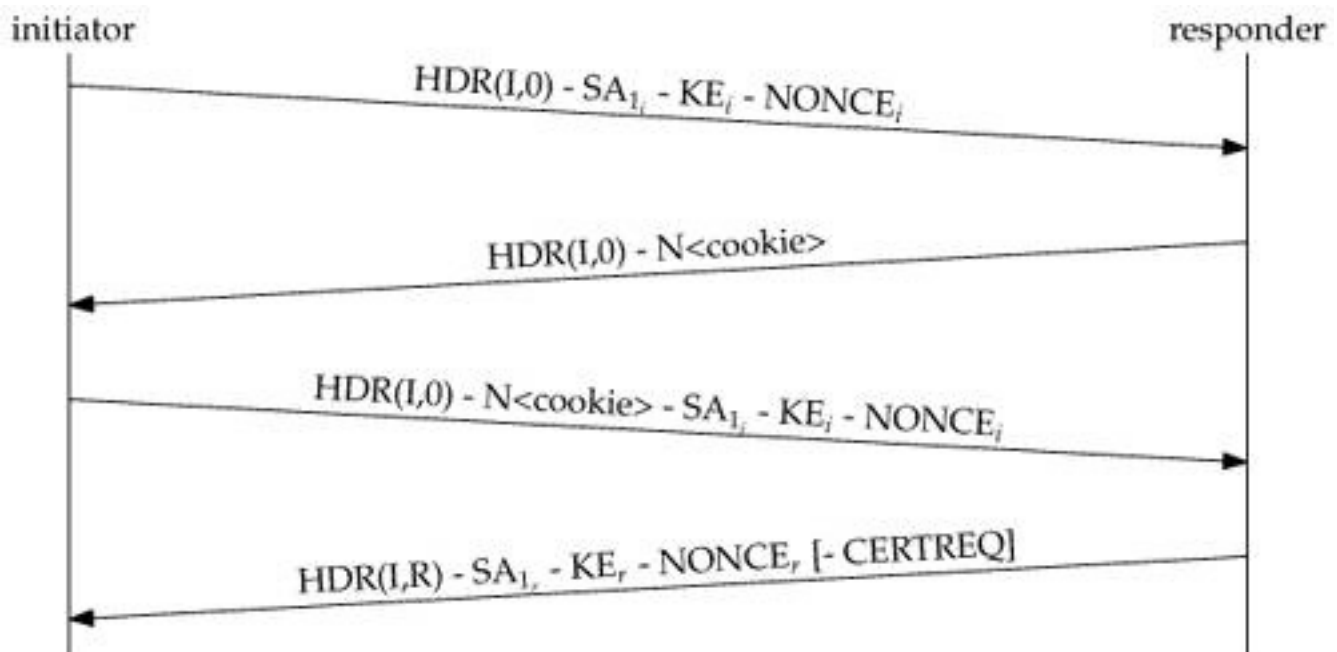 initiator
responder
HDR(I,0) - SA₁ᵢ - KEᵢ - NONCEᵢ
HDR(I,0) - N<cookie>
HDR(I,0) - N<cookie> - SA₁ᵢ - KEᵢ - NONCEᵢ
HDR(I,R) - SA₁ᵣ - KEᵣ - NONCEᵣ [- CERTREQ]